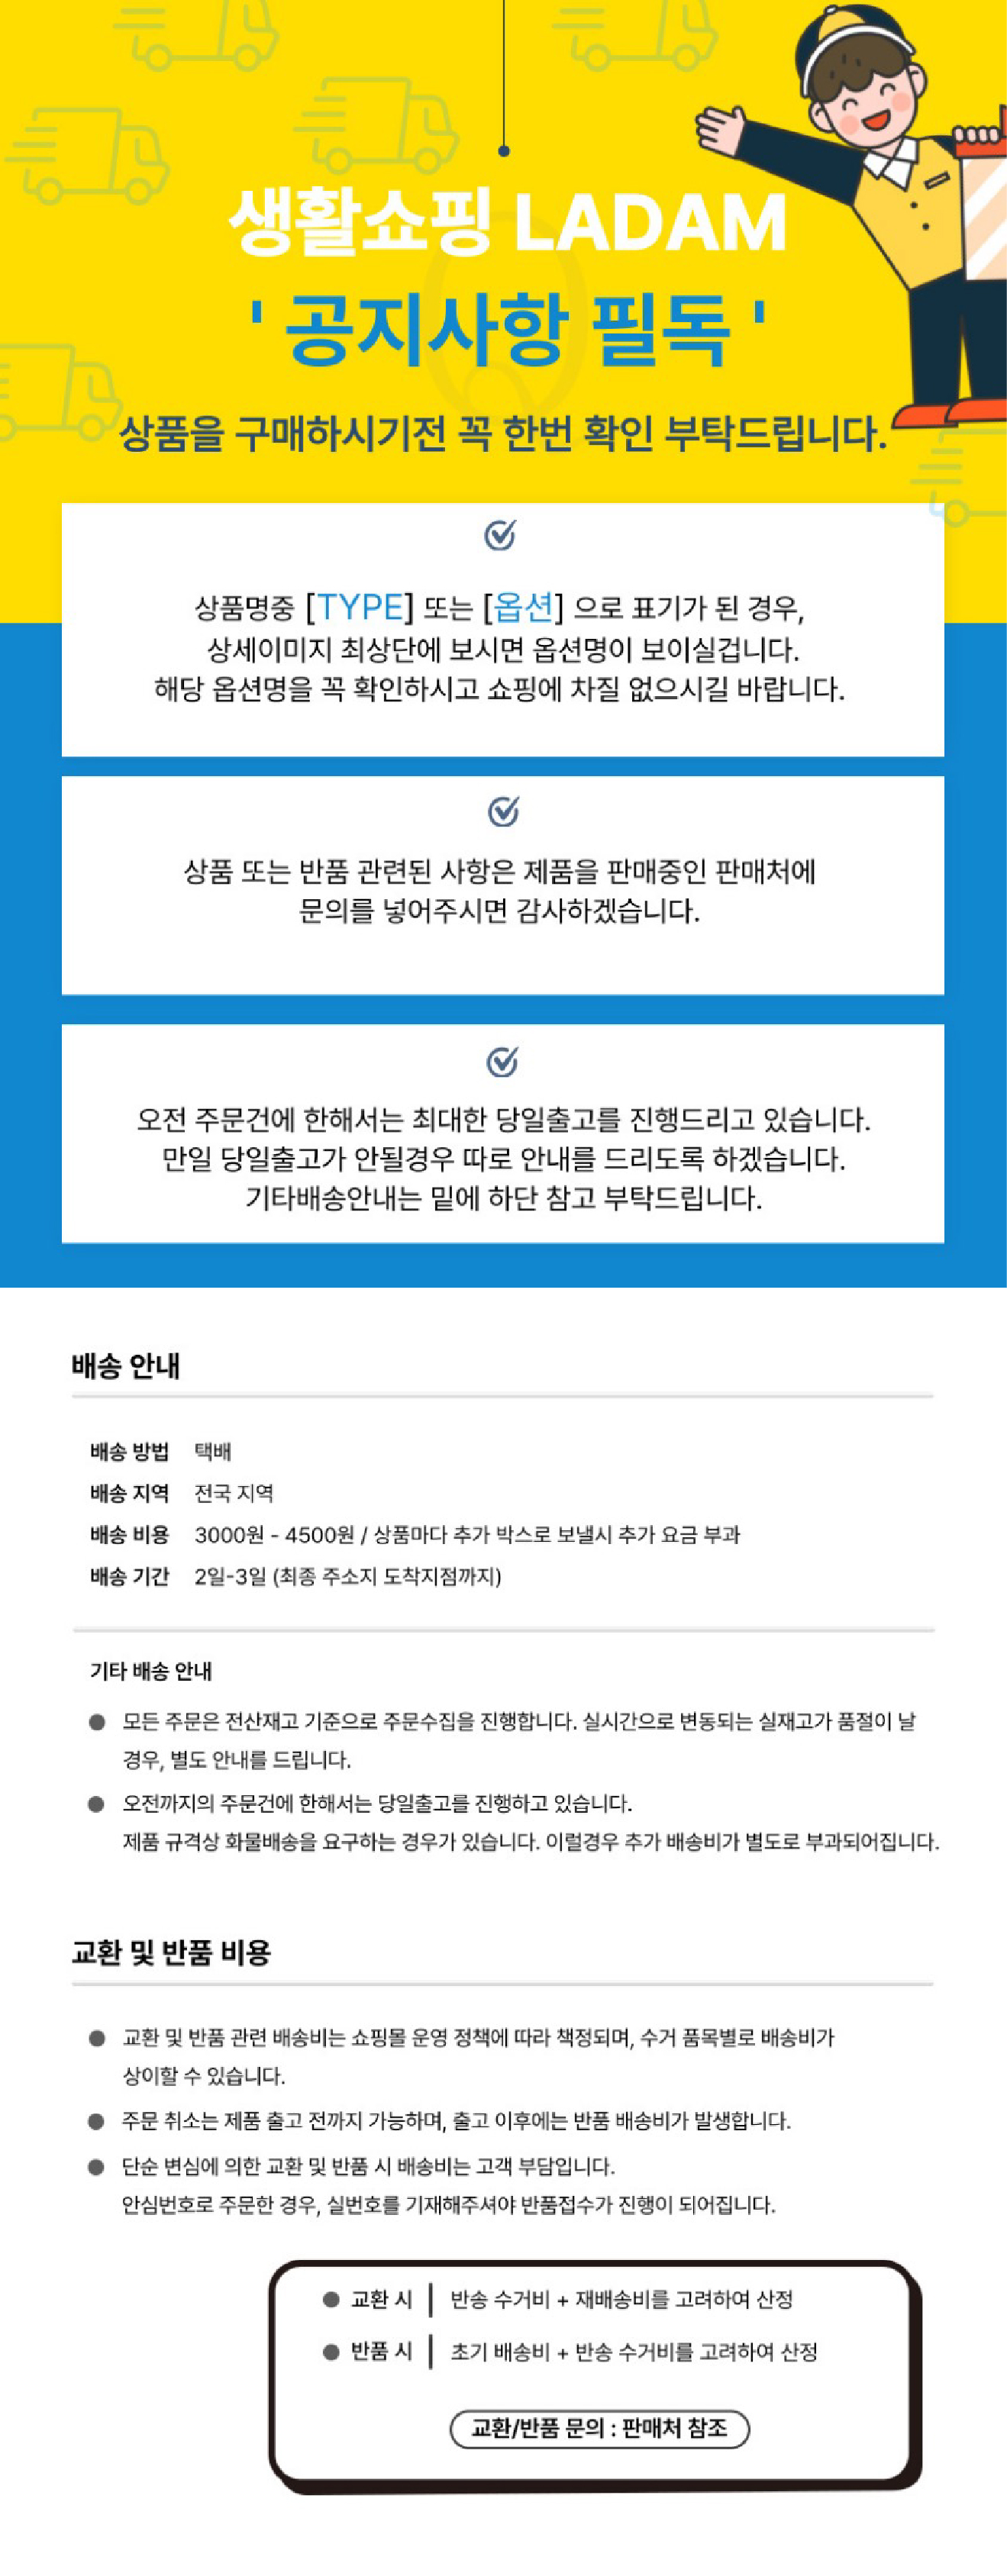 생활쇼핑 LADAM
' 공지사항 필독 '
상품을 구매하시기전 꼭 한번 확인 부탁드립니다.
상품명중 [TYPE] 또는 [옵션] 으로 표기가 된 경우,
상세이미지 최상단에 보시면 옵션명이 보이실겁니다.
해당 옵션명을 꼭 확인하시고 쇼핑에 차질 없으시길 바랍니다.
상품 또는 반품 관련된 사항은 제품을 판매중인 판매처에
문의를 넣어주시면 감사하겠습니다.
오전 주문건에 한해서는 최대한 당일출고를 진행드리고 있습니다.
만일 당일출고가 안될경우 따로 안내를 드리도록 하겠습니다.
기타배송안내는 밑에 하단 참고 부탁드립니다.
배송 안내
배송 방법 택배
배송 지역 전국 지역
배송 비용 3000원 - 4500원 / 상품마다 추가 박스로 보낼시 추가 요금 부과
배송 기간 2일-3일 (최종 주소지 도착지점까지)
기타 배송 안내
● 모든 주문은 전산재고 기준으로 주문수집을 진행합니다. 실시간으로 변동되는 실재고가 품절이 날
경우, 별도 안내를 드립니다.
● 오전까지의 주문건에 한해서는 당일출고를 진행하고 있습니다.
제품 규격상 화물배송을 요구하는 경우가 있습니다. 이럴경우 추가 배송비가 별도로 부과되어집니다.
교환 및 반품 비용
● 교환 및 반품 관련 배송비는 쇼핑몰 운영 정책에 따라 책정되며, 수거 품목별로 배송비가
상이할 수 있습니다.
● 주문 취소는 제품 출고 전까지 가능하며, 출고 이후에는 반품 배송비가 발생합니다.
● 단순 변심에 의한 교환 및 반품 시 배송비는 고객 부담입니다.
안심번호로 주문한 경우, 실번호를 기재해주셔야 반품접수가 진행이 되어집니다.
● 교환 시 | 반송 수거비 + 재배송비를 고려하여 산정
● 반품 시 | 초기 배송비 + 반송 수거비를 고려하여 산정
교환/반품 문의 : 판매처 참조